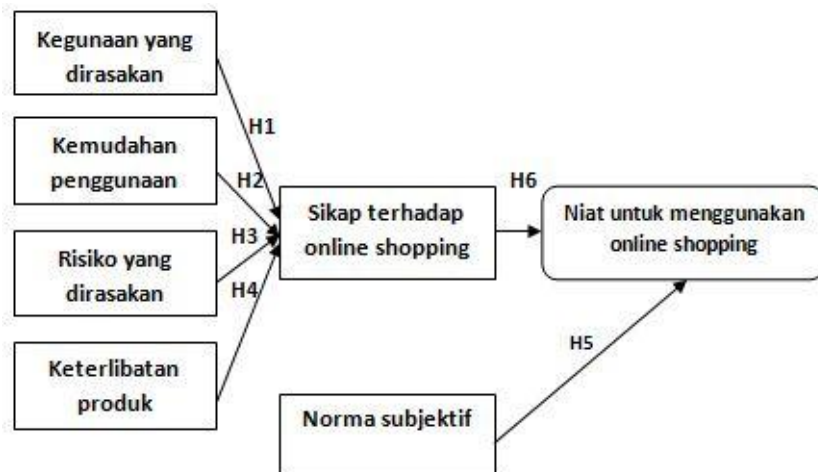 Kegunaan yang
dirasakan
H1
Kemudahan
penggunaan
H2
Risiko yang
dirasakan
H3
H4
Keterlibatan
produk
Sikap terhadap
online shopping
H6
Niat untuk menggunakan
online shopping
H5
Norma subjektif